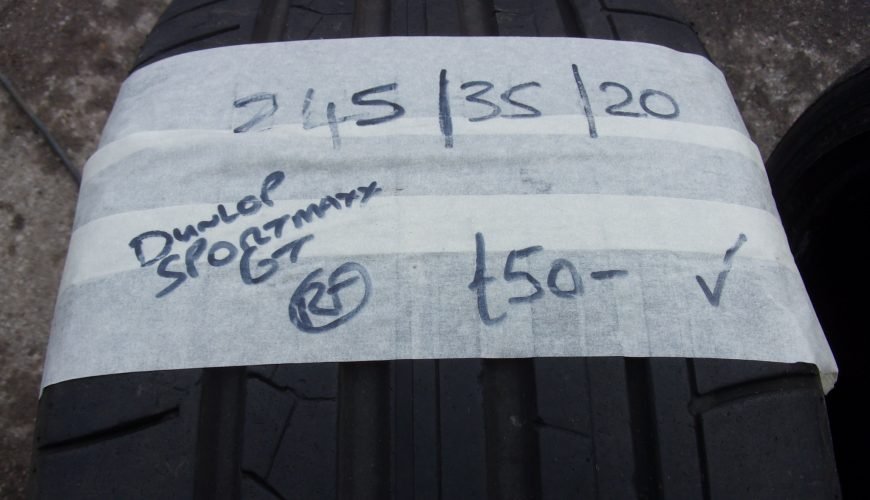 245/35/20
DUNLOP
SPORTMAXX
GT
RF
£50- ✓